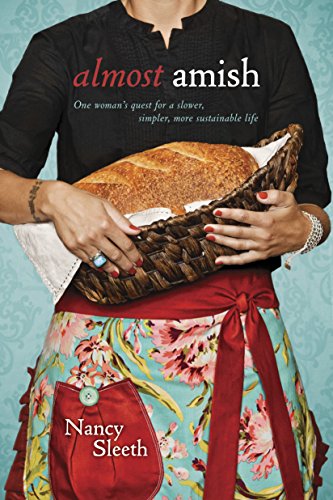 almost amish
One woman's quest for a slower,
simpler, more sustainable life
Nancy
Sleeth